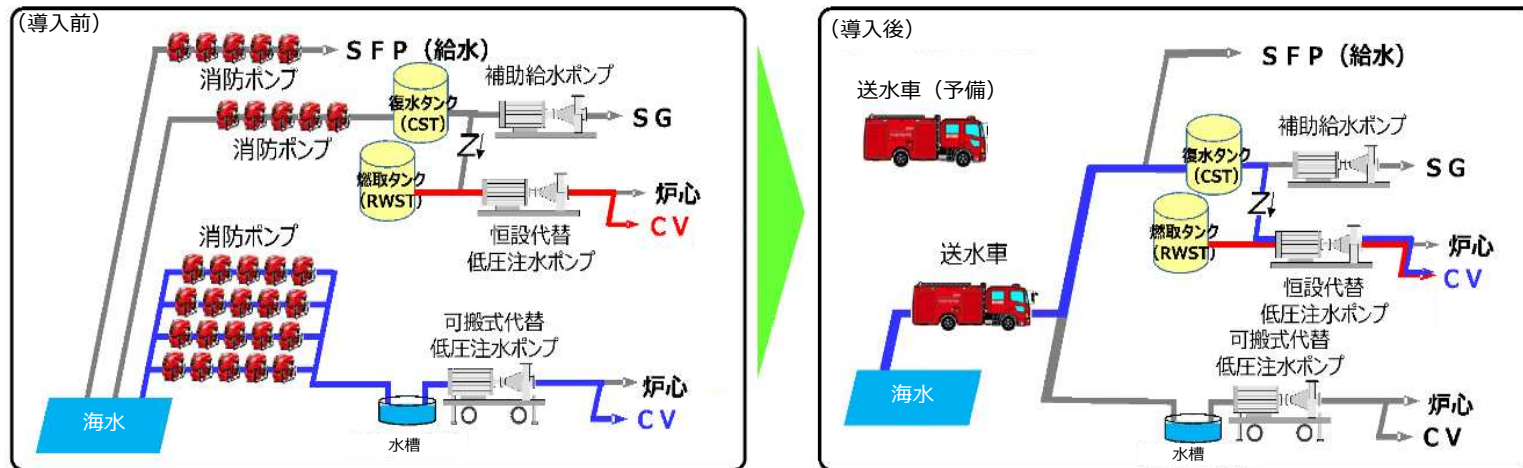 (導入前)
SFP(給水)
消防ポンプ
補助給水ポンプ
復水タンク
(CST)
SG
消防ポンプ
燃取タンク
(RWST)
炉心
CV
恒設代替
低圧注水ポンプ
消防ポンプ
可搬式代替
低圧注水ポンプ
炉心
CV
海水
水槽
(導入後)
SFP(給水)
送水車(予備)
補助給水ポンプ
復水タンク
(CST)
SG
燃取タンク
(RWST)
炉心
CV
恒設代替
低圧注水ポンプ
送水車
可搬式代替
低圧注水ポンプ
海水
炉心
CV
水槽